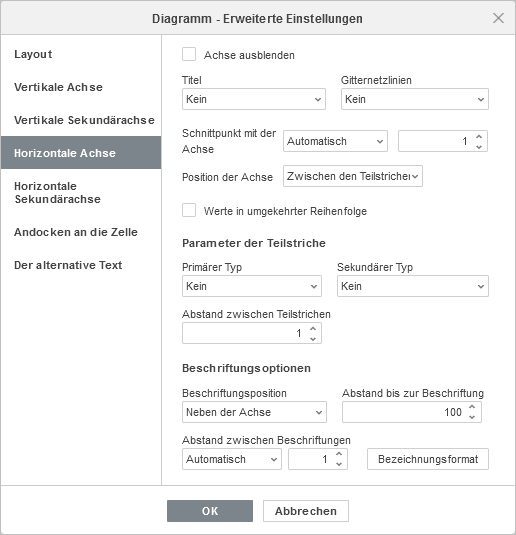 Diagramm - Erweiterte Einstellungen
Layout
Vertikale Achse
Vertikale Sekundärachse
Horizontale Achse
Horizontale
Sekundärachse
Andocken an die Zelle
Der alternative Text
Achse ausblenden
Titel Gitternetzlinien
Kein Kein
Schnittpunkt mit der
Achse
Automatisch 1
Position der Achse Zwischen den Teilstrichen
Werte in umgekehrter Reihenfolge
Parameter der Teilstriche
Primärer Typ Sekundärer Typ
Kein Kein
Abstand zwischen Teilstrichen
1
Beschriftungsoptionen
Beschriftungsposition Abstand bis zur Beschriftung
Neben der Achse 100
Abstand zwischen Beschriftungen
Automatisch 1 Bezeichnungsformat
OK Abbrechen